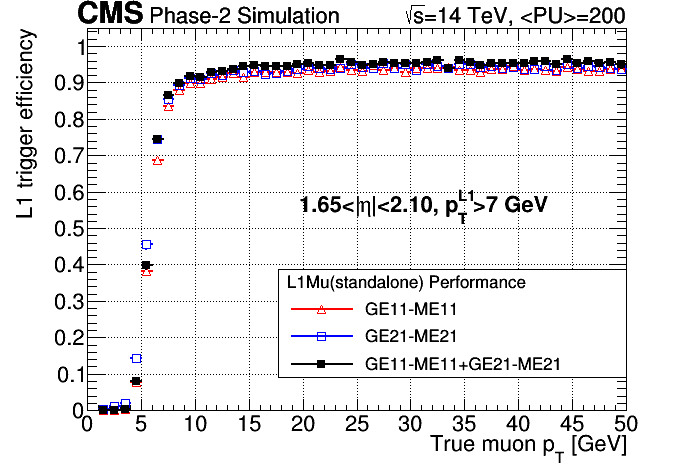 CMS Phase-2 Simulation √s=14 TeV, <PU>=200
L1 trigger efficiency
1
0.9
0.8
0.7
0.6
0.5
0.4
0.3
0.2
0.1
0
1.65<|η|<2.10, p_T^L1>7 GeV
L1Mu(standalone) Performance
GE11-ME11
GE21-ME21
GE11-ME11+GE21-ME21
0 5 10 15 20 25 30 35 40 45 50
True muon p_T [GeV]